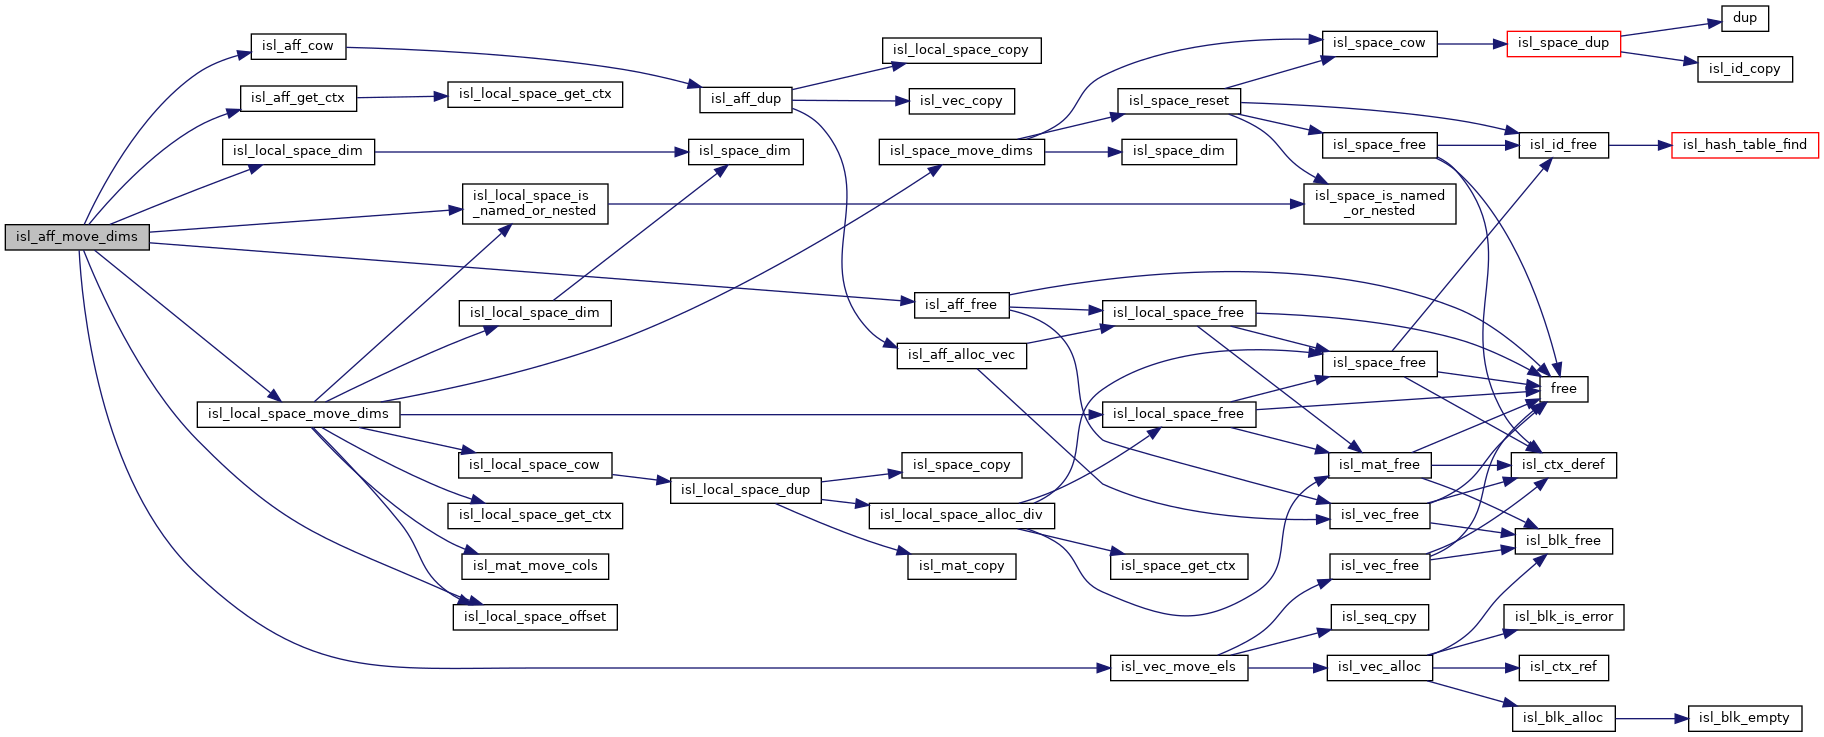 dup
isl_space_cow
isl_space_dup
isl_aff_cow
isl_local_space_copy
isl_id_copy
isl_aff_get_ctx
isl_local_space_get_ctx
isl_aff_dup
isl_vec_copy
isl_space_reset
isl_local_space_dim
isl_space_dim
isl_space_move_dims
isl_space_dim
isl_space_free
isl_id_free
isl_hash_table_find
isl_local_space_is
_named_or_nested
isl_space_is_named
_or_nested
isl_aff_move_dims
isl_local_space_dim
isl_aff_free
isl_local_space_free
isl_aff_alloc_vec
isl_space_free
free
isl_local_space_move_dims
isl_local_space_free
isl_local_space_cow
isl_space_copy
isl_mat_free
isl_ctx_deref
isl_local_space_dup
isl_local_space_get_ctx
isl_local_space_alloc_div
isl_vec_free
isl_blk_free
isl_mat_move_cols
isl_mat_copy
isl_space_get_ctx
isl_vec_free
isl_local_space_offset
isl_seq_cpy
isl_blk_is_error
isl_vec_move_els
isl_vec_alloc
isl_ctx_ref
isl_blk_alloc
isl_blk_empty